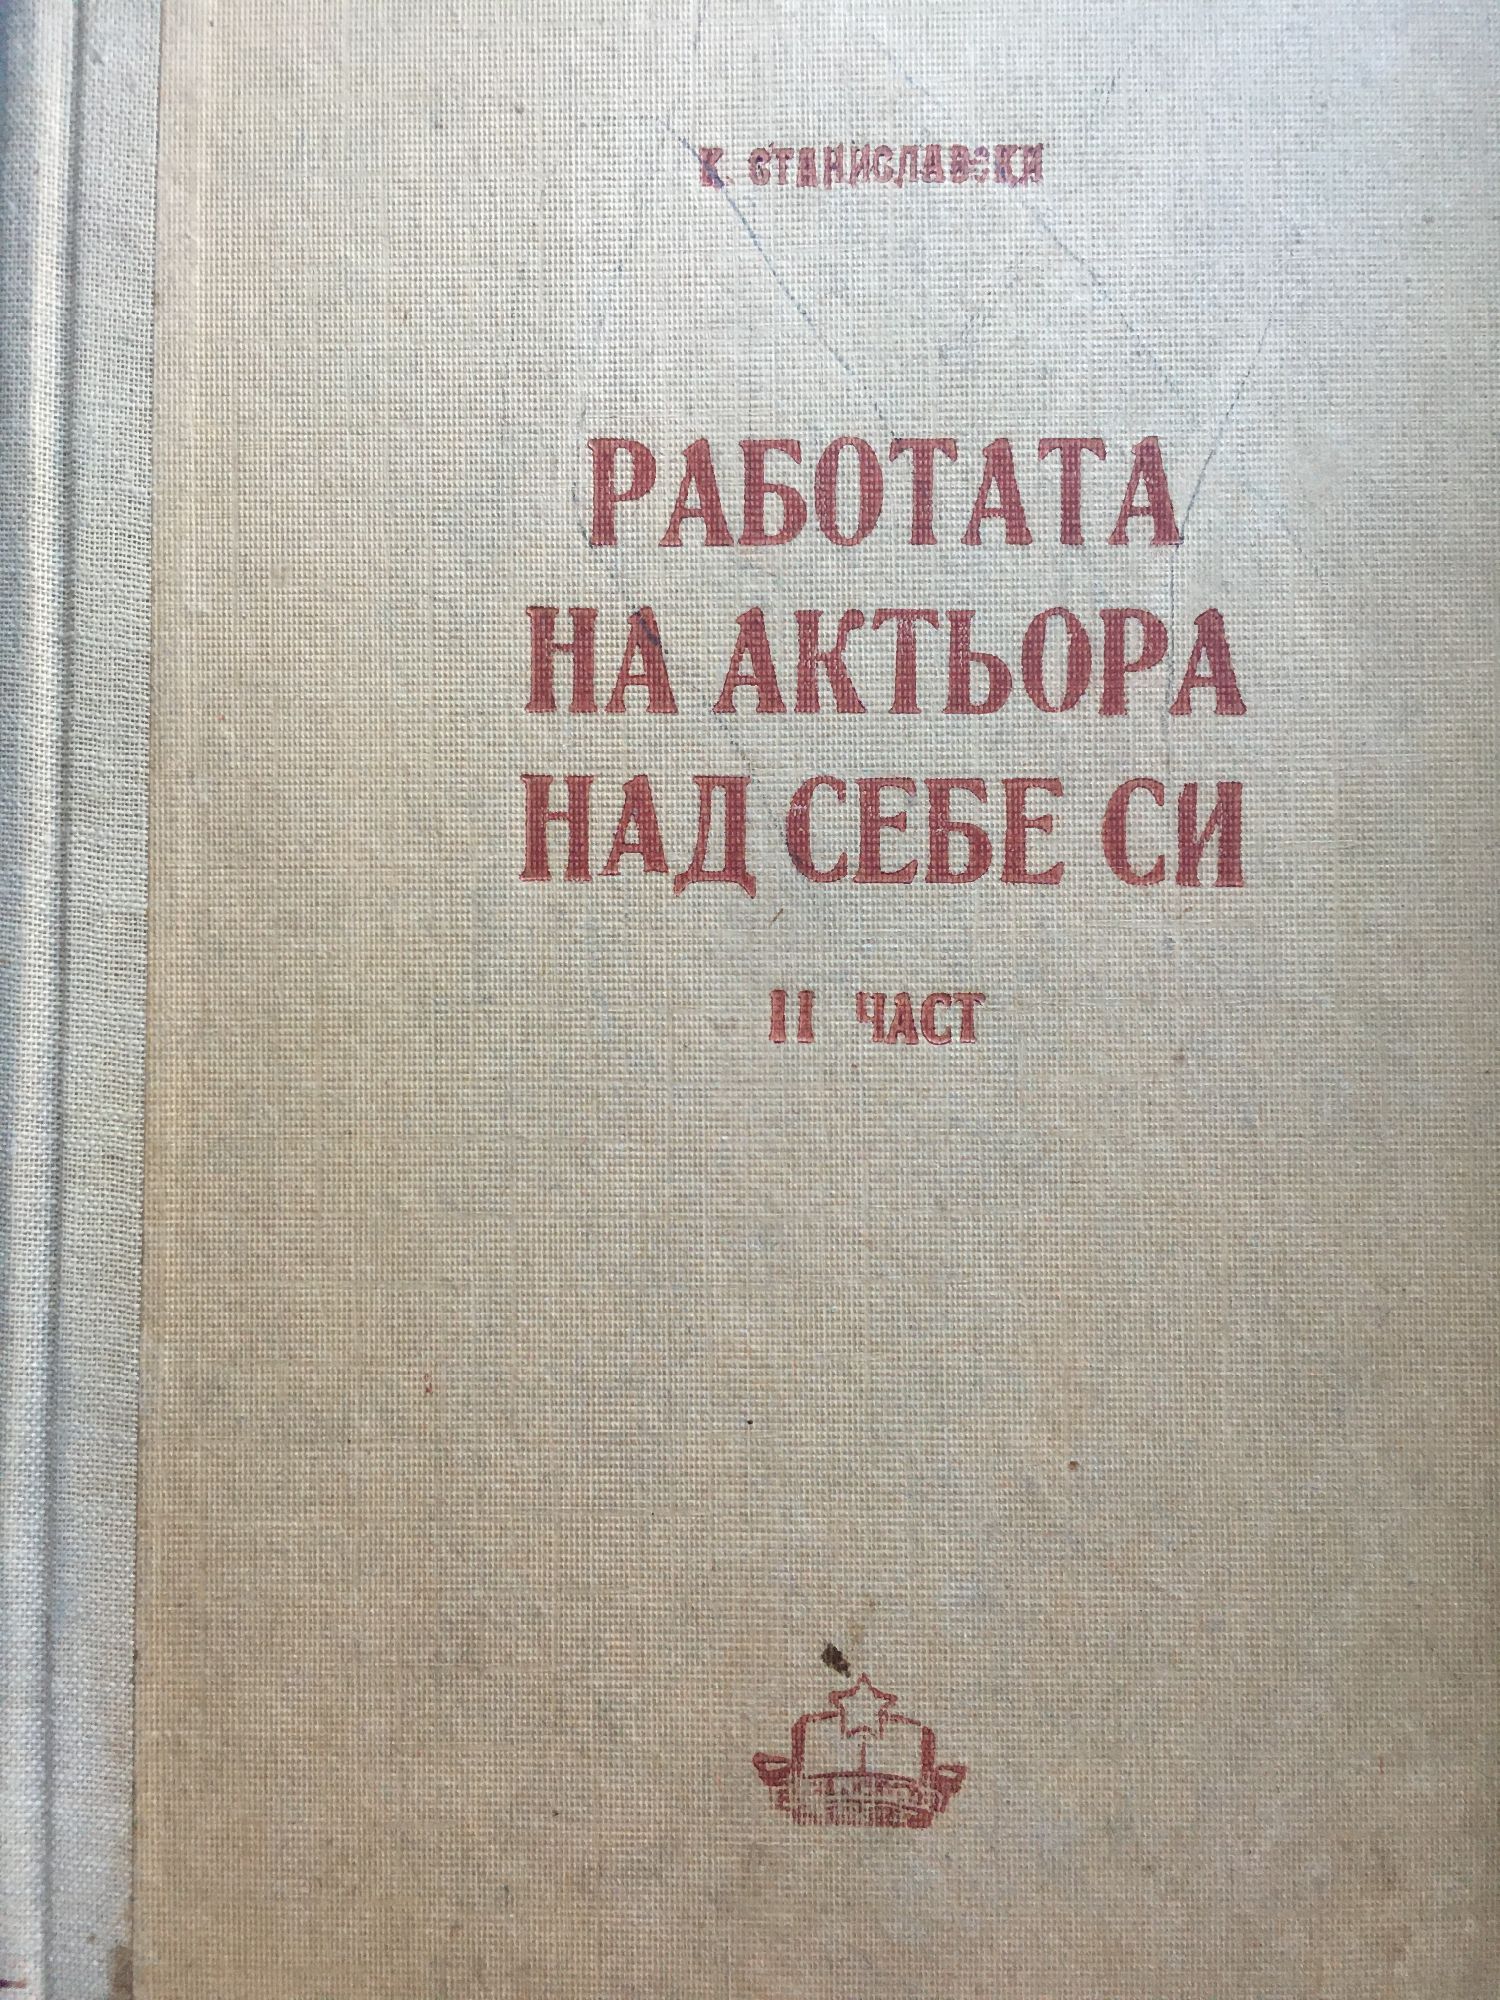 К. СТАНИСЛАВСКИ
РАБОТАТА
НА АКТЬОРА
НАД СЕБЕ СИ
II ЧАСТ